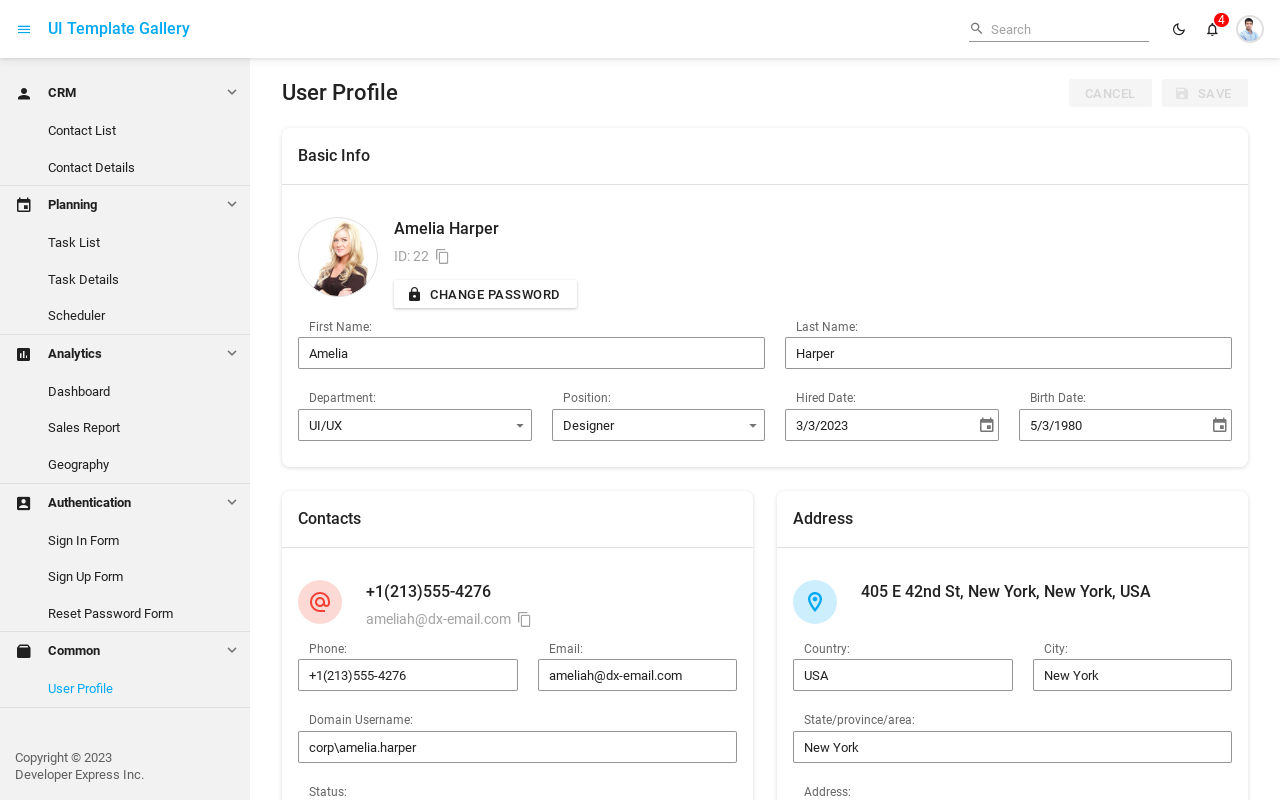 UI Template Gallery
Search
4
CRM
Contact List
Contact Details
Planning
Task List
Task Details
Scheduler
Analytics
Dashboard
Sales Report
Geography
Authentication
Sign In Form
Sign Up Form
Reset Password Form
Common
User Profile
Copyright © 2023
Developer Express Inc.
User Profile
CANCEL
SAVE
Basic Info
Amelia Harper
ID: 22
CHANGE PASSWORD
First Name:
Amelia
Last Name:
Harper
Department:
UI/UX
Position:
Designer
Hired Date:
3/3/2023
Birth Date:
5/3/1980
Contacts
+1(213)555-4276
ameliah@dx-email.com
Phone:
+1(213)555-4276
Email:
ameliah@dx-email.com
Domain Username:
corp\amelia.harper
Status:
Address
405 E 42nd St, New York, New York, USA
Country:
USA
City:
New York
State/province/area:
New York
Address: